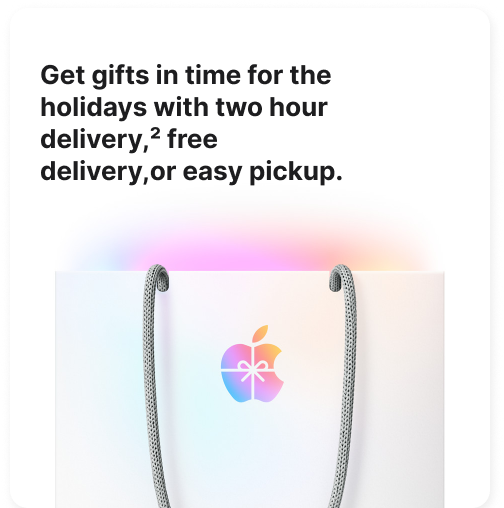 Get gifts in time for the
holidays with two hour
delivery,² free
delivery,or easy pickup.